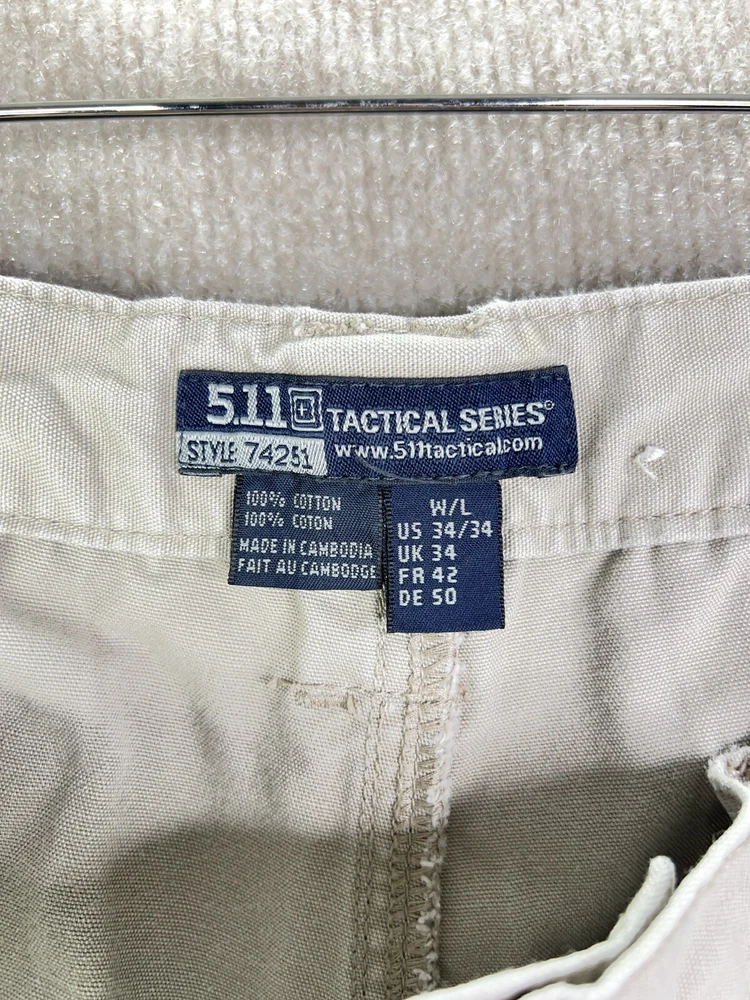 5.11 TACTICAL SERIES®
STYLE 74251 www.511tactical.com
100% COTTON
100% COTON
MADE IN CAMBODIA
FAIT AU CAMBODGE
W/L
US 34/34
UK 34
FR 42
DE 50